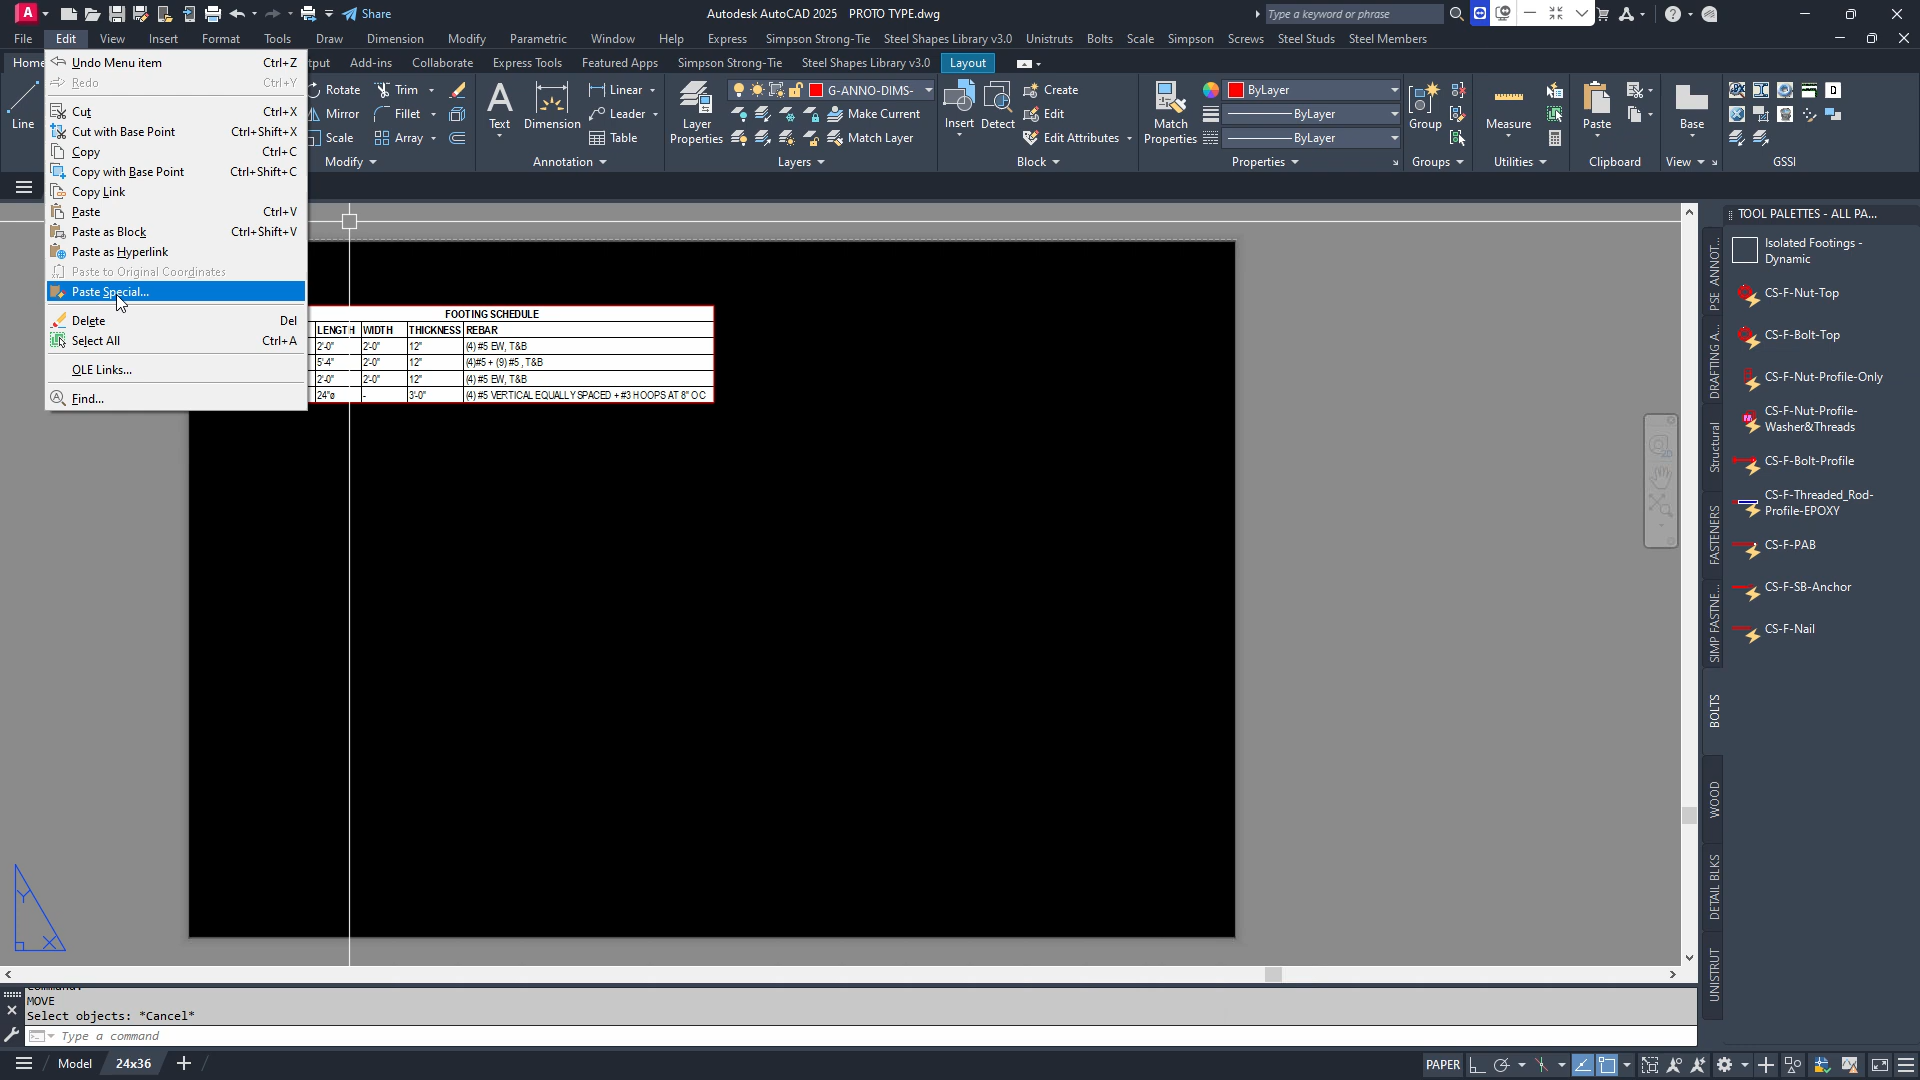 Share
Autodesk AutoCAD 2025 PROTO TYPE.dwg
Type a keyword or phrase
File Edit View Insert Format Tools Draw Dimension Modify Parametric Window Help Express Simpson Strong-Tie Steel Shapes Library v3.0 Unistruts Bolts Scale Simpson Screws Steel Studs Steel Members
Home Add-ins Collaborate Express Tools Featured Apps Simpson Strong-Tie Steel Shapes Library v3.0 Layout
Line
Rotate Trim
Mirror Fillet
Scale Array
Modify
Text
Dimension
Linear
Leader
Table
Annotation
Layer
Properties
G-ANNO-DIMS-
Make Current
Match Layer
Layers
Insert
Detect
Create
Edit
Edit Attributes
Block
Match
Properties
ByLayer
ByLayer
ByLayer
Properties
Group
Groups
Measure
Utilities
Paste
Clipboard
Base
View
GSSI
Undo Menu item Ctrl+Z
Redo Ctrl+Y
Cut Ctrl+X
Cut with Base Point Ctrl+Shift+X
Copy Ctrl+C
Copy with Base Point Ctrl+Shift+C
Copy Link
Paste Ctrl+V
Paste as Block Ctrl+Shift+V
Paste as Hyperlink
Paste to Original Coordinates
Paste Special...
Delete Del
Select All Ctrl+A
OLE Links...
Find...
FOOTING SCHEDULE
LENGTH WIDTH THICKNESS REBAR
2'-0" 2'-0" 12" (4) #5 EW, T&B
5'-4" 2'-0" 12" (4)#5 + (9) #5 , T&B
2'-0" 2'-0" 12" (4) #5 EW, T&B
24"ø - 3'-0" (4) #5 VERTICAL EQUALLY SPACED + #3 HOOPS AT 8" OC
TOOL PALETTES - ALL PA...
Isolated Footings -
Dynamic
CS-F-Nut-Top
CS-F-Bolt-Top
CS-F-Nut-Profile-Only
CS-F-Nut-Profile-
Washer&Threads
CS-F-Bolt-Profile
CS-F-Threaded_Rod-
Profile-EPOXY
CS-F-PAB
CS-F-SB-Anchor
CS-F-Nail
PSE ANNOT...
DRAFTING A...
Structural
FASTENERS
SIMP FASTNE...
BOLTS
WOOD
DETAIL BLKS
UNISTRUT
Y
X
MOVE
Select objects: *Cancel*
Type a command
Model 24x36
PAPER